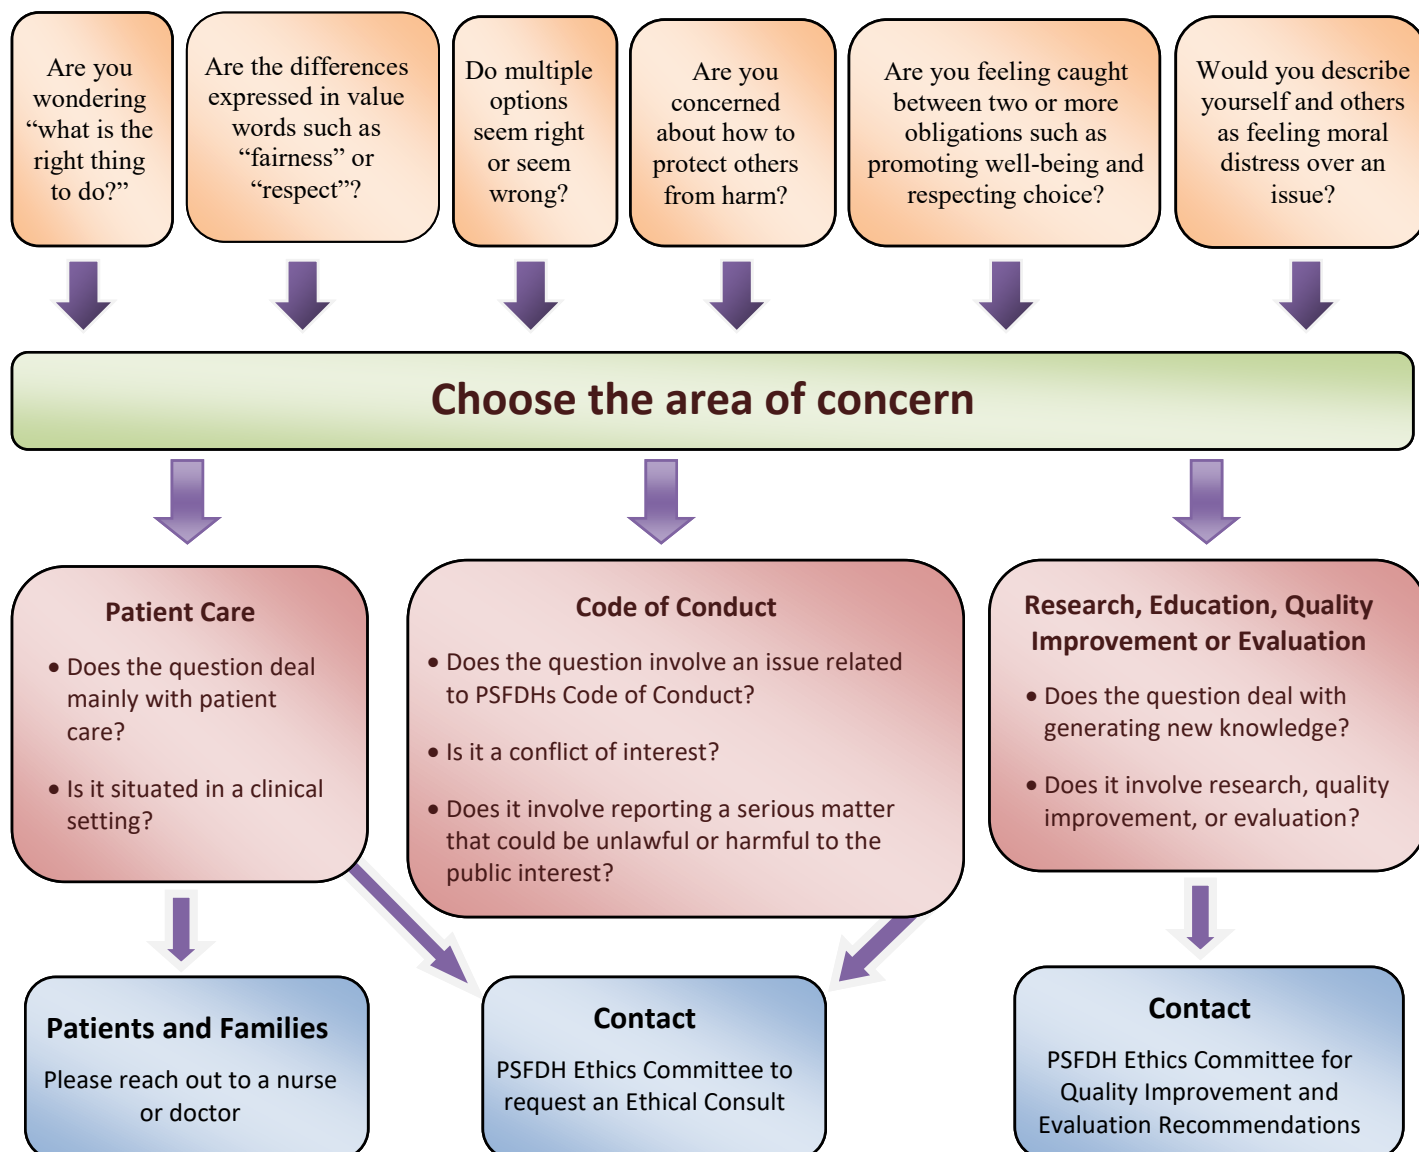 Are you
wondering
“what is the
right thing
to do?”
Are the differences
expressed in value
words such as
“fairness” or
“respect”?
Do multiple
options
seem right
or seem
wrong?
Are you
concerned
about how to
protect others
from harm?
Are you feeling caught
between two or more
obligations such as
promoting well-being and
respecting choice?
Would you describe
yourself and others
as feeling moral
distress over an
issue?
Choose the area of concern
Patient Care
• Does the question deal
mainly with patient
care?
• Is it situated in a clinical
setting?
Code of Conduct
• Does the question involve an issue related
to PSFDHs Code of Conduct?
• Is it a conflict of interest?
• Does it involve reporting a serious matter
that could be unlawful or harmful to the
public interest?
Research, Education, Quality
Improvement or Evaluation
• Does the question deal with
generating new knowledge?
• Does it involve research, quality
improvement, or evaluation?
Patients and Families
Please reach out to a nurse
or doctor
Contact
PSFDH Ethics Committee to
request an Ethical Consult
Contact
PSFDH Ethics Committee for
Quality Improvement and
Evaluation Recommendations